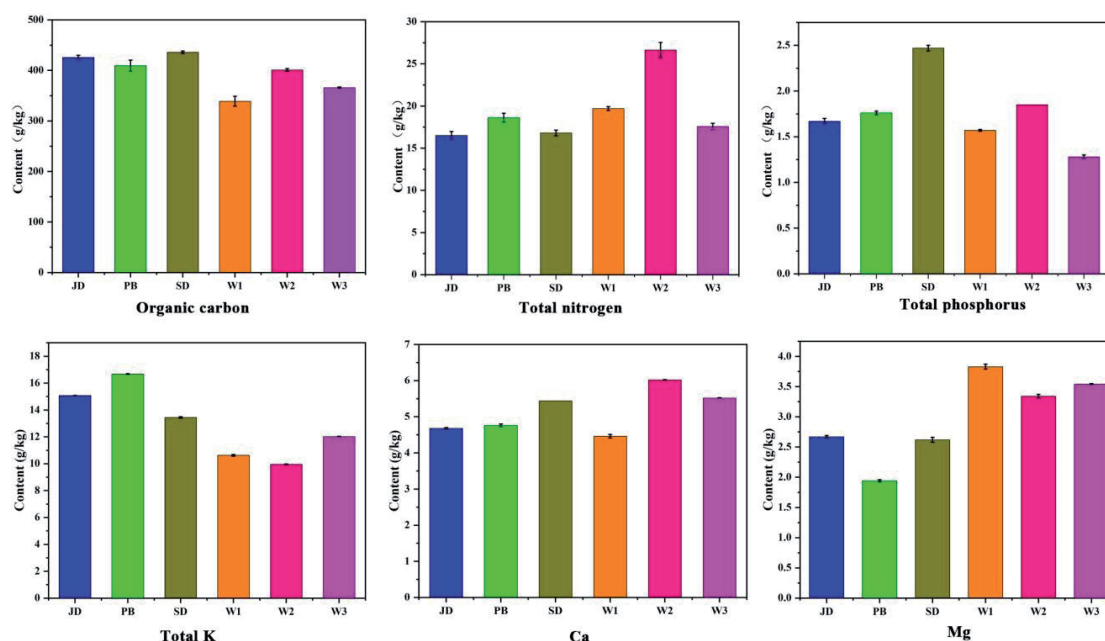 500
400
300
200
100
0
Content（g/kg）
JD PB SD W1 W2 W3
Organic carbon
30
25
20
15
10
5
0
Content（g/kg）
JD PB SD W1 W2 W3
Total nitrogen
2.5
2.0
1.5
1.0
0.5
0.0
Content（g/kg）
JD PB SD W1 W2 W3
Total phosphorus
18
16
14
12
10
8
6
4
2
0
Content (g/kg)
JD PB SD W1 W2 W3
Total K
7
6
5
4
3
2
1
0
Content (g/kg)
JD PB SD W1 W2 W3
Ca
4.0
3.5
3.0
2.5
2.0
1.5
1.0
0.5
0.0
Content (g/kg)
JD PB SD W1 W2 W3
Mg